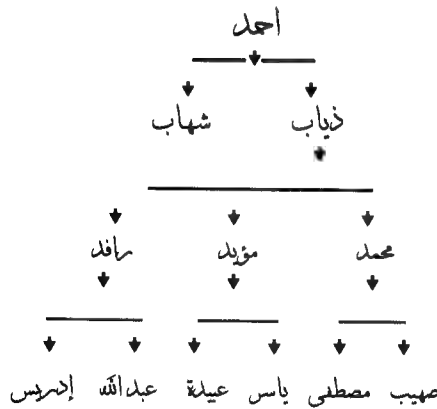 احمد
ذياب شهاب
محمد مؤيد رافد
صهيب مصطفى ياسر عبيدة عبدالله إدريس